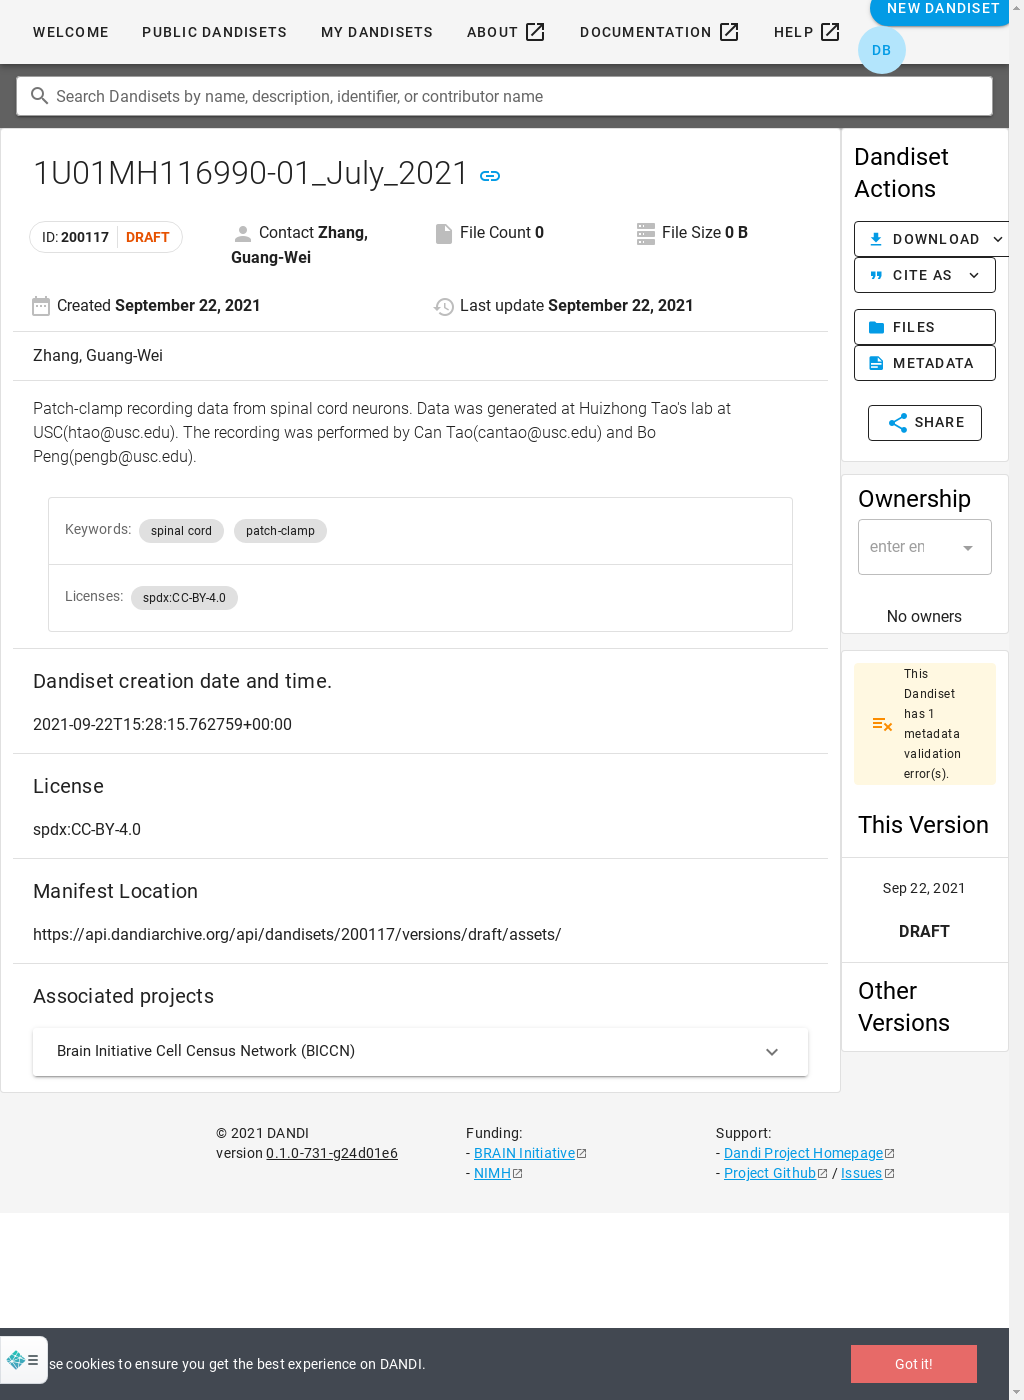 WELCOME PUBLIC DANDISETS MY DANDISETS ABOUT DOCUMENTATION HELP NEW DANDISET
DB
Search Dandisets by name, description, identifier, or contributor name
1U01MH116990-01_July_2021
ID: 200117 DRAFT
Contact Zhang, Guang-Wei
File Count 0
File Size 0 B
Created September 22, 2021
Last update September 22, 2021
Zhang, Guang-Wei
Patch-clamp recording data from spinal cord neurons. Data was generated at Huizhong Tao's lab at
USC(htao@usc.edu). The recording was performed by Can Tao(cantao@usc.edu) and Bo
Peng(pengb@usc.edu).
Keywords: spinal cord patch-clamp
Licenses: spdx:CC-BY-4.0
Dandiset creation date and time.
2021-09-22T15:28:15.762759+00:00
License
spdx:CC-BY-4.0
Manifest Location
https://api.dandiarchive.org/api/dandisets/200117/versions/draft/assets/
Associated projects
Brain Initiative Cell Census Network (BICCN)
Dandiset
Actions
DOWNLOAD
CITE AS
FILES
METADATA
SHARE
Ownership
enter en
No owners
This
Dandiset
has 1
metadata
validation
error(s).
This Version
Sep 22, 2021
DRAFT
Other
Versions
© 2021 DANDI
version 0.1.0-731-g24d01e6
Funding:
- BRAIN Initiative
- NIMH
Support:
- Dandi Project Homepage
- Project Github / Issues
se cookies to ensure you get the best experience on DANDI.
Got it!